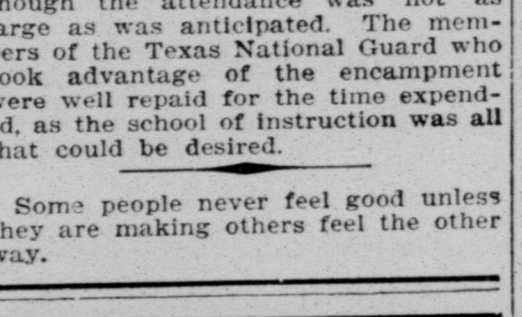 hough the attendance was not as
arge as was anticipated. The mem-
ers of the Texas National Guard who
ook advantage of the encampment
vere well repaid for the time expend-
d, as the school of instruction was all
hat could be desired.
Some people never feel good unless
hey are making others feel the other
vay.